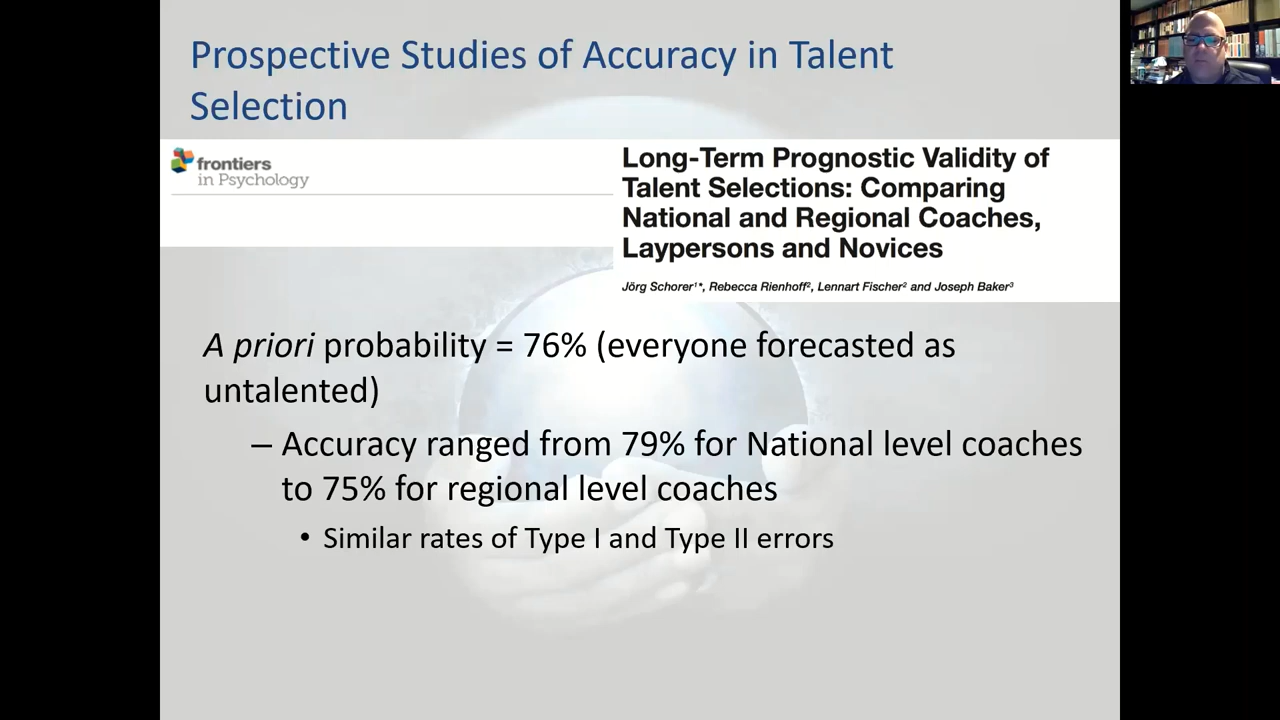 Prospective Studies of Accuracy in Talent
Selection
frontiers
in Psychology
Long-Term Prognostic Validity of
Talent Selections: Comparing
National and Regional Coaches,
Laypersons and Novices
Jörg Schorer¹*, Rebecca Rienhoff², Lennart Fischer² and Joseph Baker³
A priori probability = 76% (everyone forecasted as
untalented)
– Accuracy ranged from 79% for National level coaches
to 75% for regional level coaches
• Similar rates of Type I and Type II errors